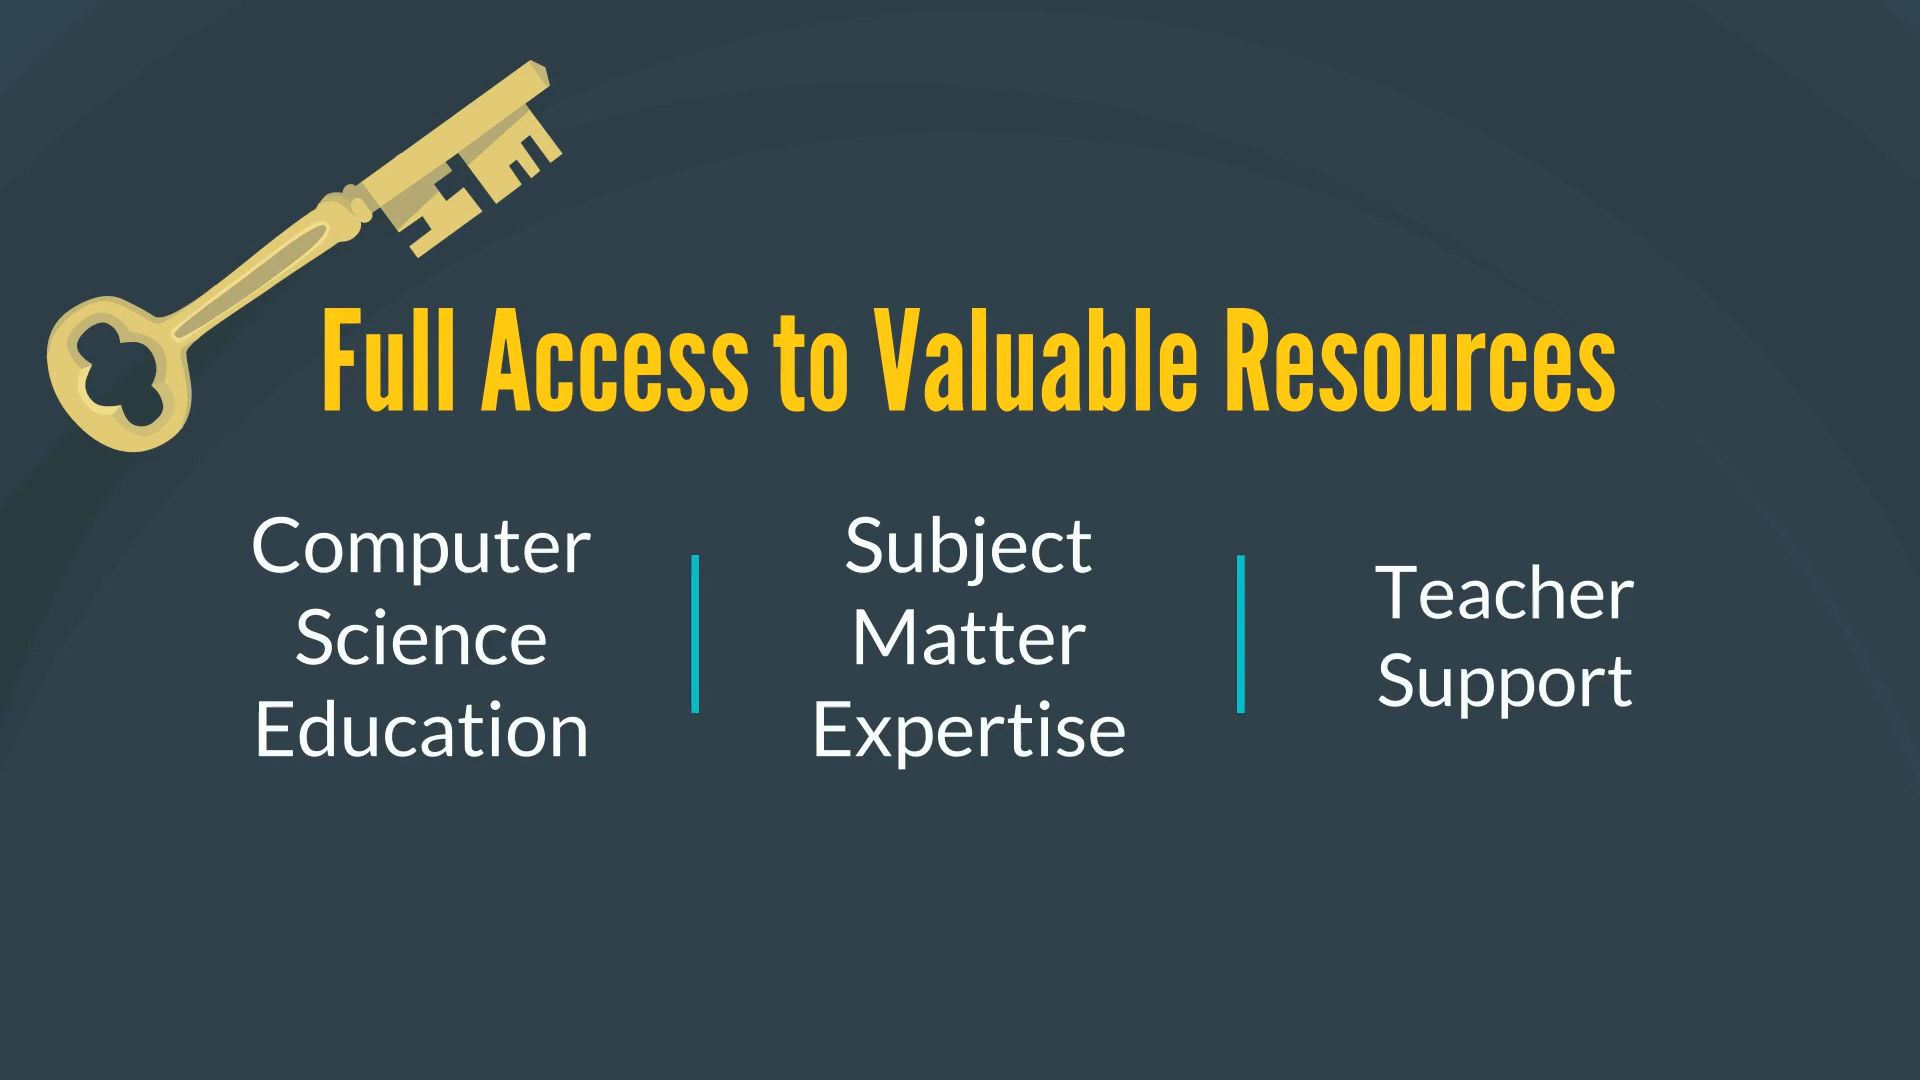 Full Access to Valuable Resources
Computer
Science
Education
Subject
Matter
Expertise
Teacher
Support